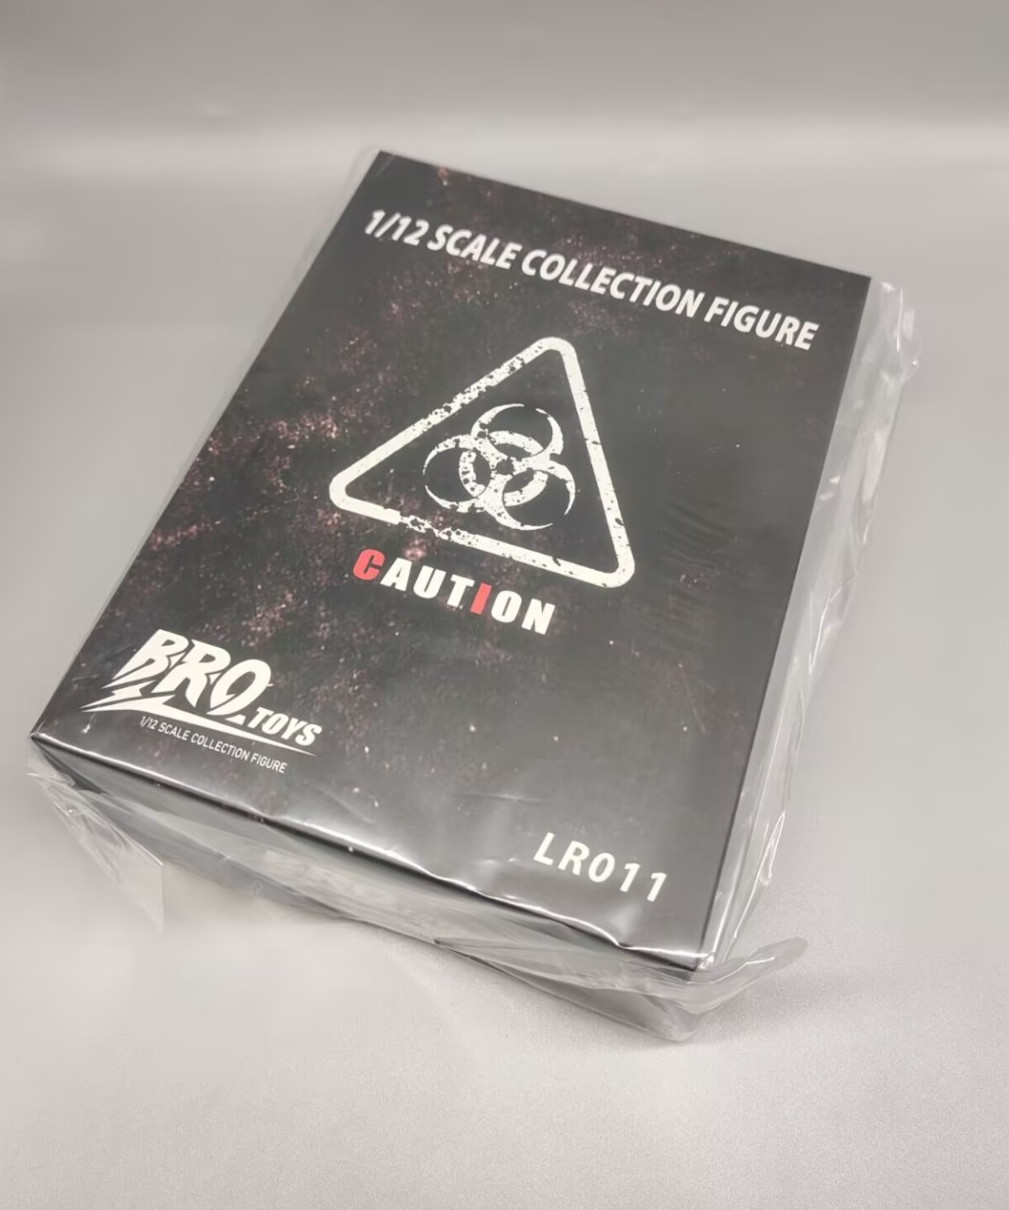 1/12 SCALE COLLECTION FIGURE
CAUTION
BRO.TOYS
1/12 SCALE COLLECTION FIGURE
LR011